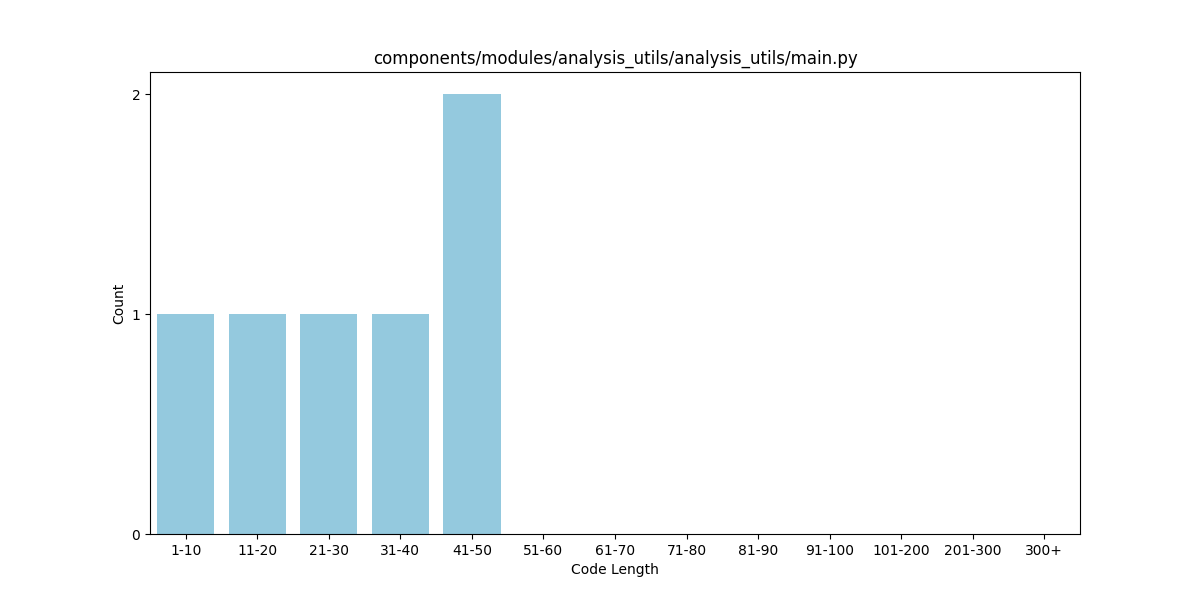 components/modules/analysis_utils/analysis_utils/main.py
2
1
0
Count
1-10 11-20 21-30 31-40 41-50 51-60 61-70 71-80 81-90 91-100 101-200 201-300 300+
Code Length